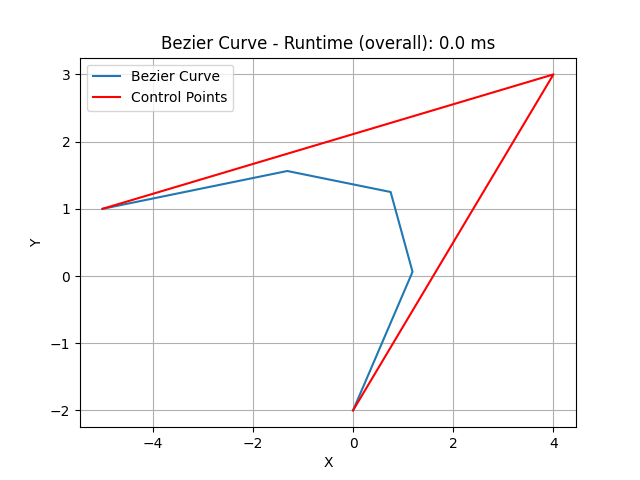 Bezier Curve - Runtime (overall): 0.0 ms
Bezier Curve
Control Points
3
2
1
0
−1
−2
Y
−4
−2
0
2
4
X